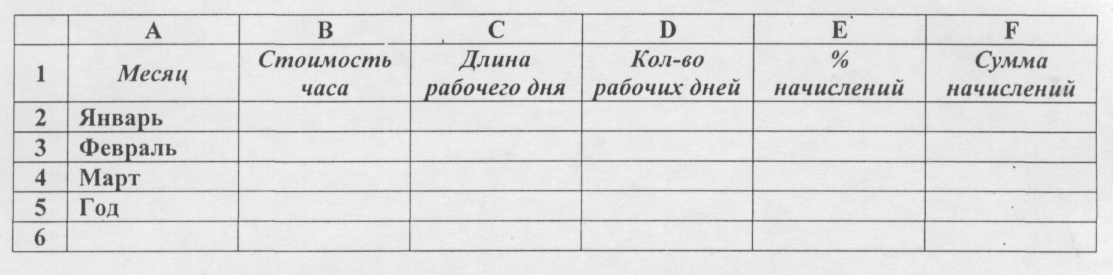 A B C D E F
1 Месяц Стоимость часа Длина рабочего дня Кол-во рабочих дней % начислений Сумма начислений
2 Январь
3 Февраль
4 Март
5 Год
6